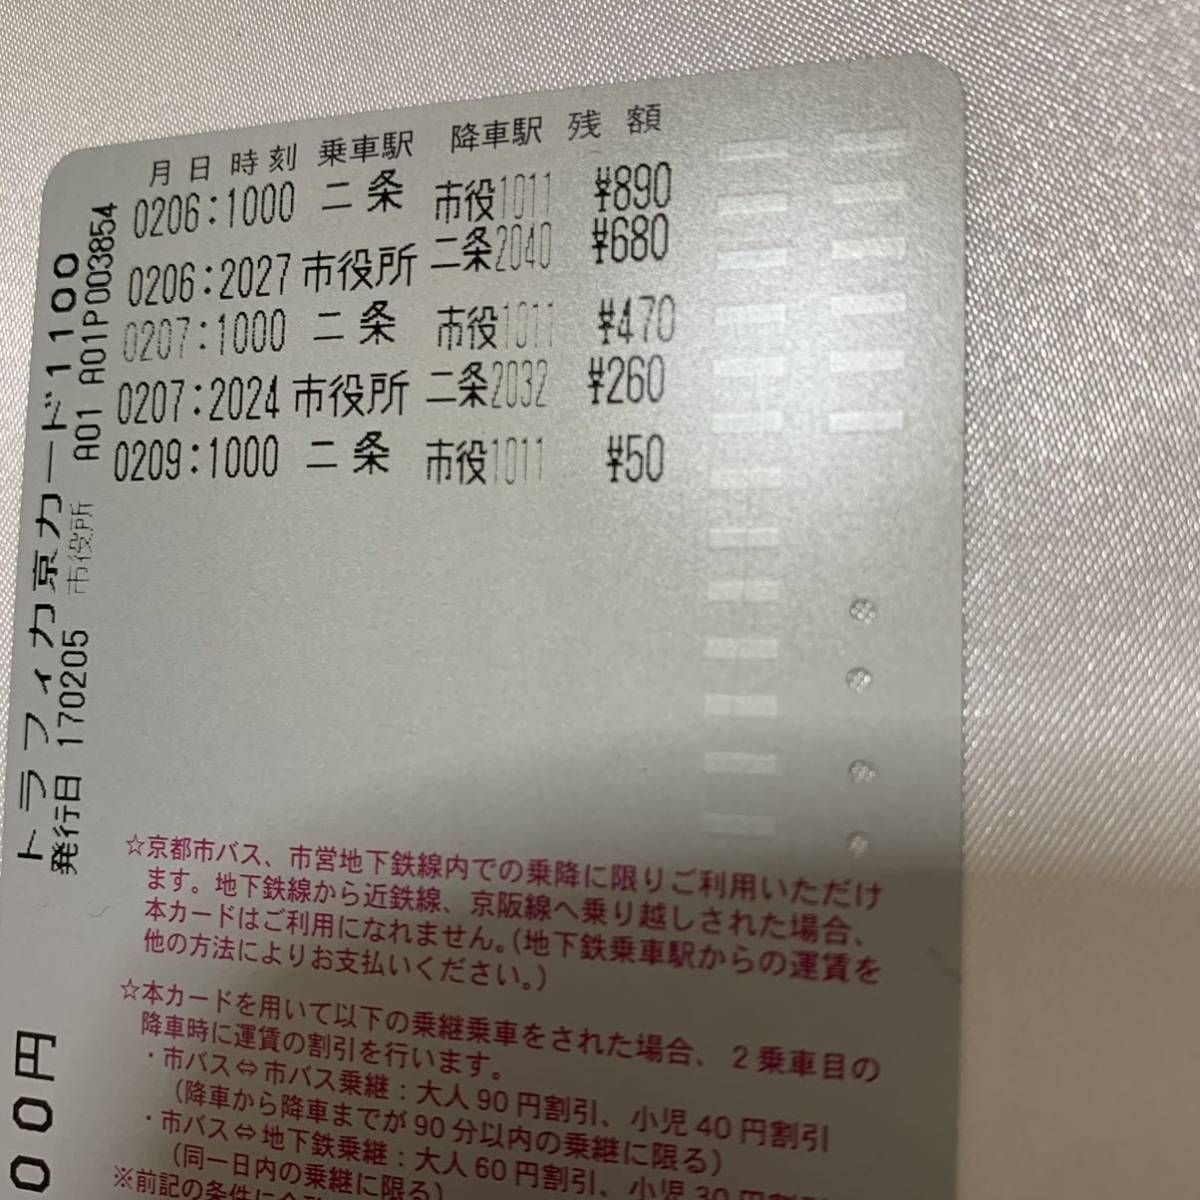 月日 時刻 乗車駅 降車駅 残額
0206:1000 二条 市役1011 ¥890
0206:2027 市役所 二条2040 ¥680
0207:1000 二条 市役1011 ¥470
0207:2024 市役所 二条2032 ¥260
0209:1000 二条 市役1011 ¥50
トラフィカ京カード1100
発行日 170205 市役所 A01 A01P003854
00円
☆京都市バス、市営地下鉄線内での乗降に限りご利用いただけ
ます。地下鉄線から近鉄線、京阪線へ乗り越しされた場合、
本カードはご利用になれません。(地下鉄乗車駅からの運賃を
他の方法によりお支払いください。)
☆本カードを用いて以下の乗継乗車をされた場合、2乗車目の
降車時に運賃の割引を行います。
・市バス⇔市バス乗継：大人90円割引、小児40円割引
(降車から降車までが90分以内の乗継に限る)
・市バス⇔地下鉄乗継：大人60円割引、小児30円割引
(同一日内の乗継に限る)
※前記の条件に